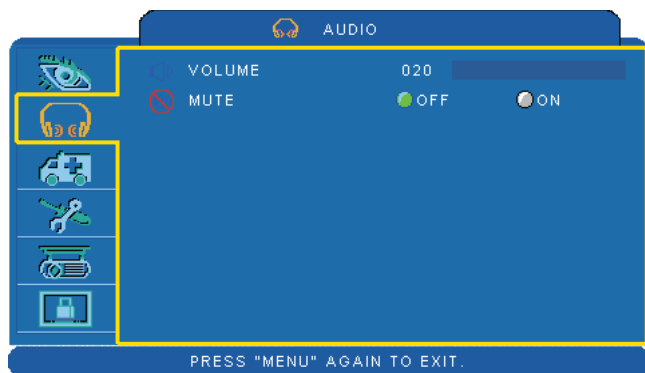 AUDIO
VOLUME 020
MUTE OFF ON
PRESS "MENU" AGAIN TO EXIT.